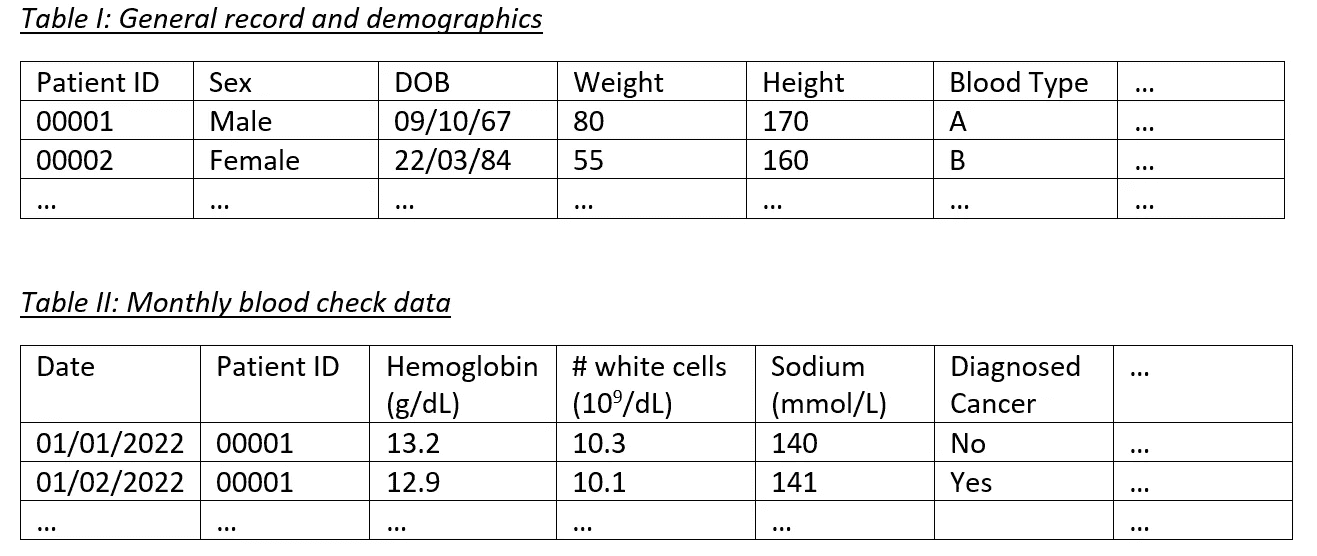 Table I: General record and demographics
Patient ID Sex DOB Weight Height Blood Type ...
00001 Male 09/10/67 80 170 A ...
00002 Female 22/03/84 55 160 B ...
... ... ... ... ... ... ...
Table II: Monthly blood check data
Date Patient ID Hemoglobin # white cells Sodium Diagnosed ...
(g/dL) (10⁹/dL) (mmol/L) Cancer
01/01/2022 00001 13.2 10.3 140 No ...
01/02/2022 00001 12.9 10.1 141 Yes ...
... ... ... ... ... ...